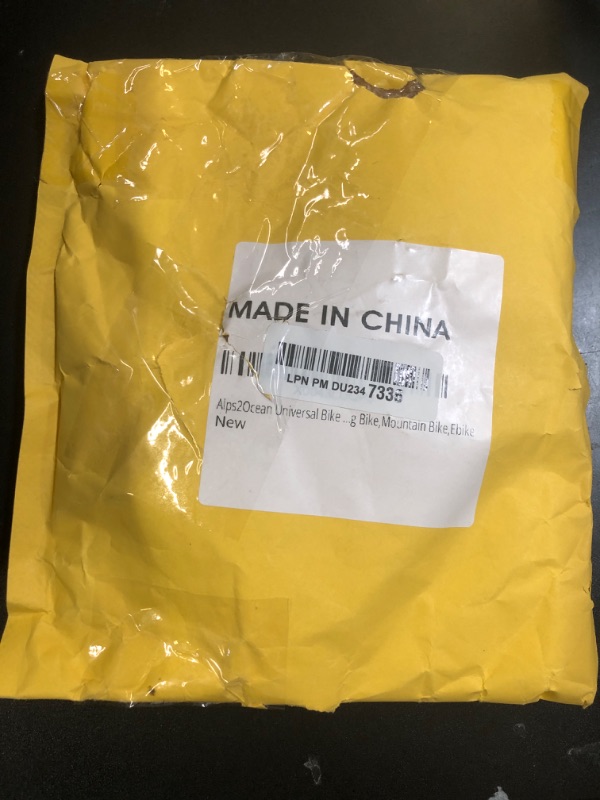 MADE IN CHINA
LPN PM DU234 7335
Alps2Ocean Universal Bike ...g Bike,Mountain Bike,Ebike
New